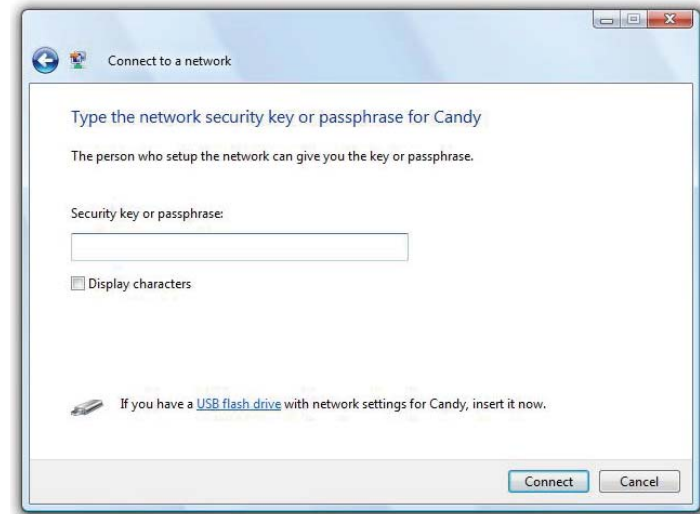 Connect to a network
Type the network security key or passphrase for Candy
The person who setup the network can give you the key or passphrase.
Security key or passphrase:
Display characters
If you have a USB flash drive with network settings for Candy, insert it now.
Connect
Cancel